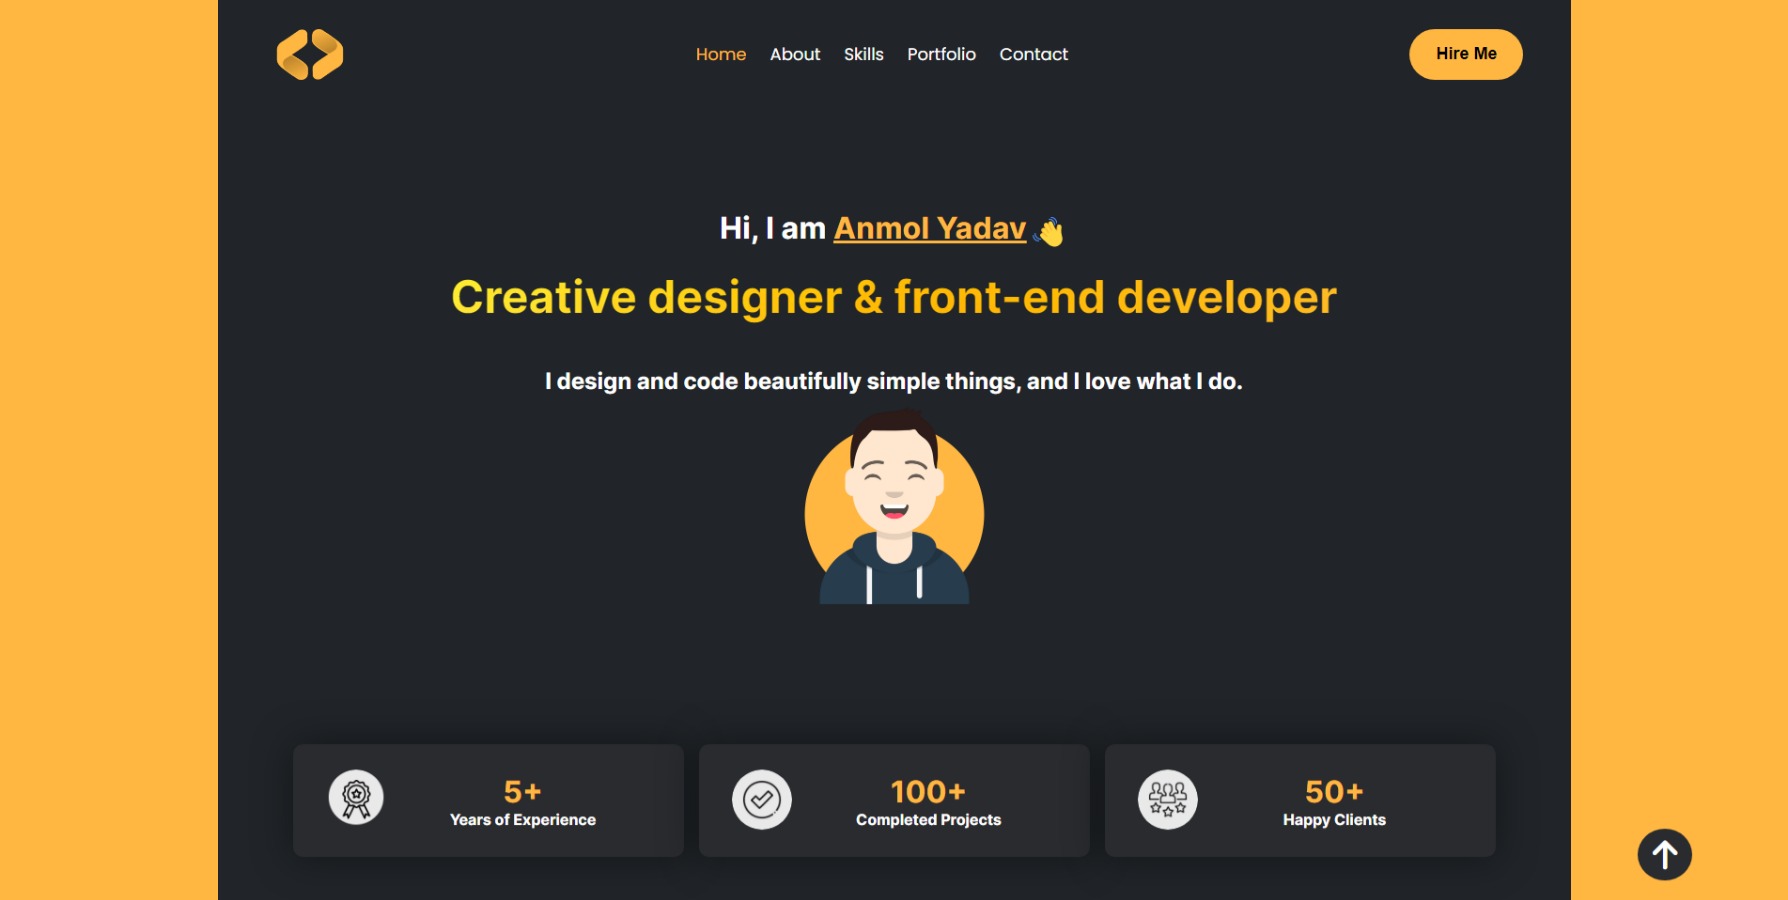 Home About Skills Portfolio Contact
Hire Me
Hi, I am Anmol Yadav 👋
Creative designer & front-end developer
I design and code beautifully simple things, and I love what I do.
5+
Years of Experience
100+
Completed Projects
50+
Happy Clients